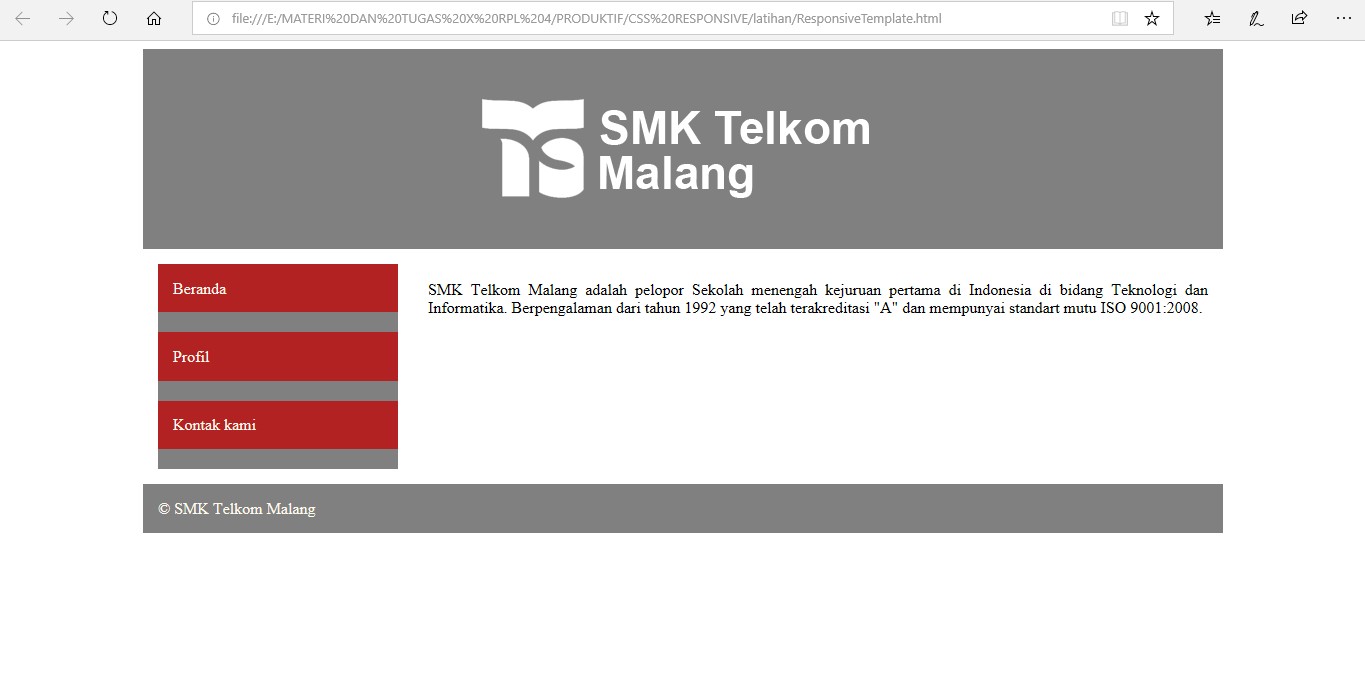 file:///E:/MATERI%20DAN%20TUGAS%20X%20RPL%204/PRODUKTIF/CSS%20RESPONSIVE/latihan/ResponsiveTemplate.html
SMK Telkom
Malang
Beranda
Profil
Kontak kami
SMK Telkom Malang adalah pelopor Sekolah menengah kejuruan pertama di Indonesia di bidang Teknologi dan
Informatika. Berpengalaman dari tahun 1992 yang telah terakreditasi "A" dan mempunyai standart mutu ISO 9001:2008.
© SMK Telkom Malang